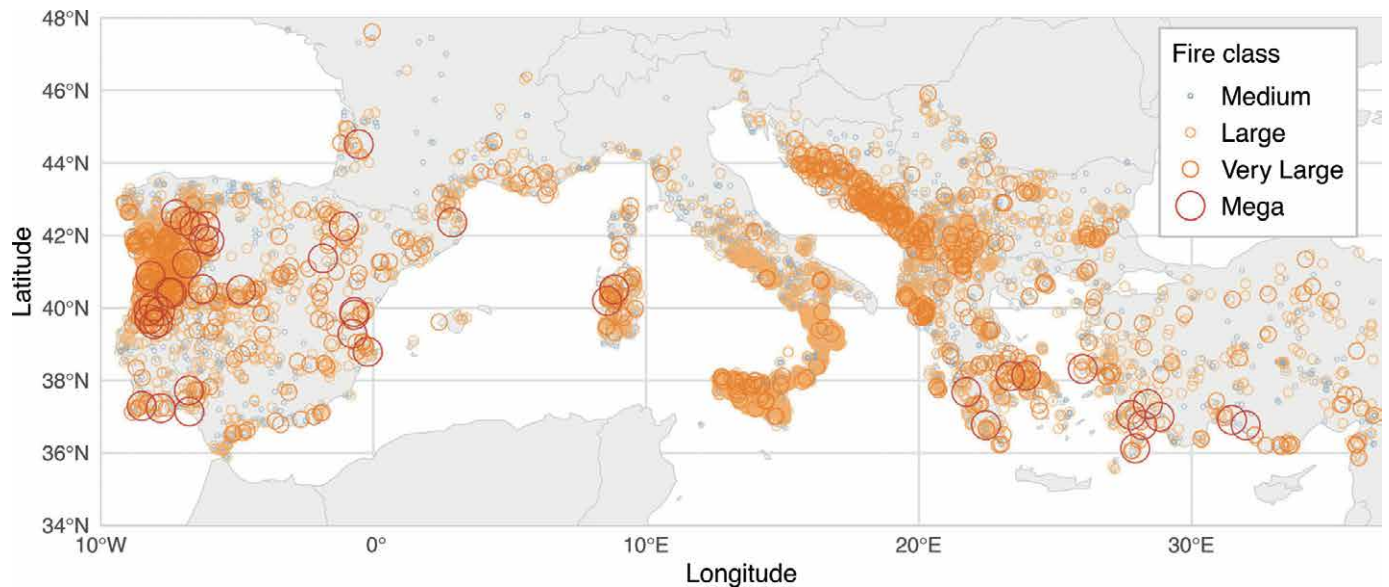 48°N
46°N
44°N
42°N
40°N
38°N
36°N
34°N
Latitude
10°W
0°
10°E
20°E
30°E
Longitude
Fire class
Medium
Large
Very Large
Mega